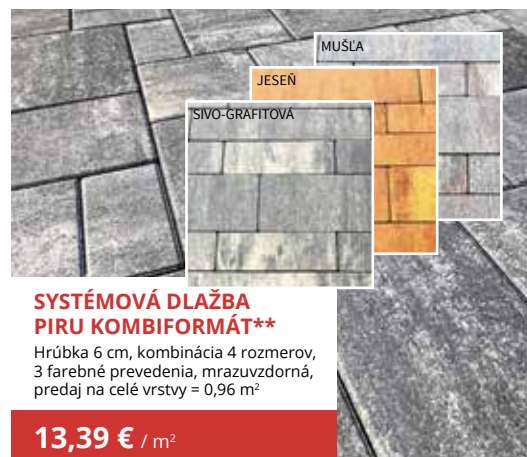 MUŠĽA
JESEŇ
SIVO-GRAFITOVÁ
SYSTÉMOVÁ DLAŽBA
PIRU KOMBIFORMÁT**
Hrúbka 6 cm, kombinácia 4 rozmerov,
3 farebné prevedenia, mrazuvzdorná,
predaj na celé vrstvy = 0,96 m²
13,39 € / m²